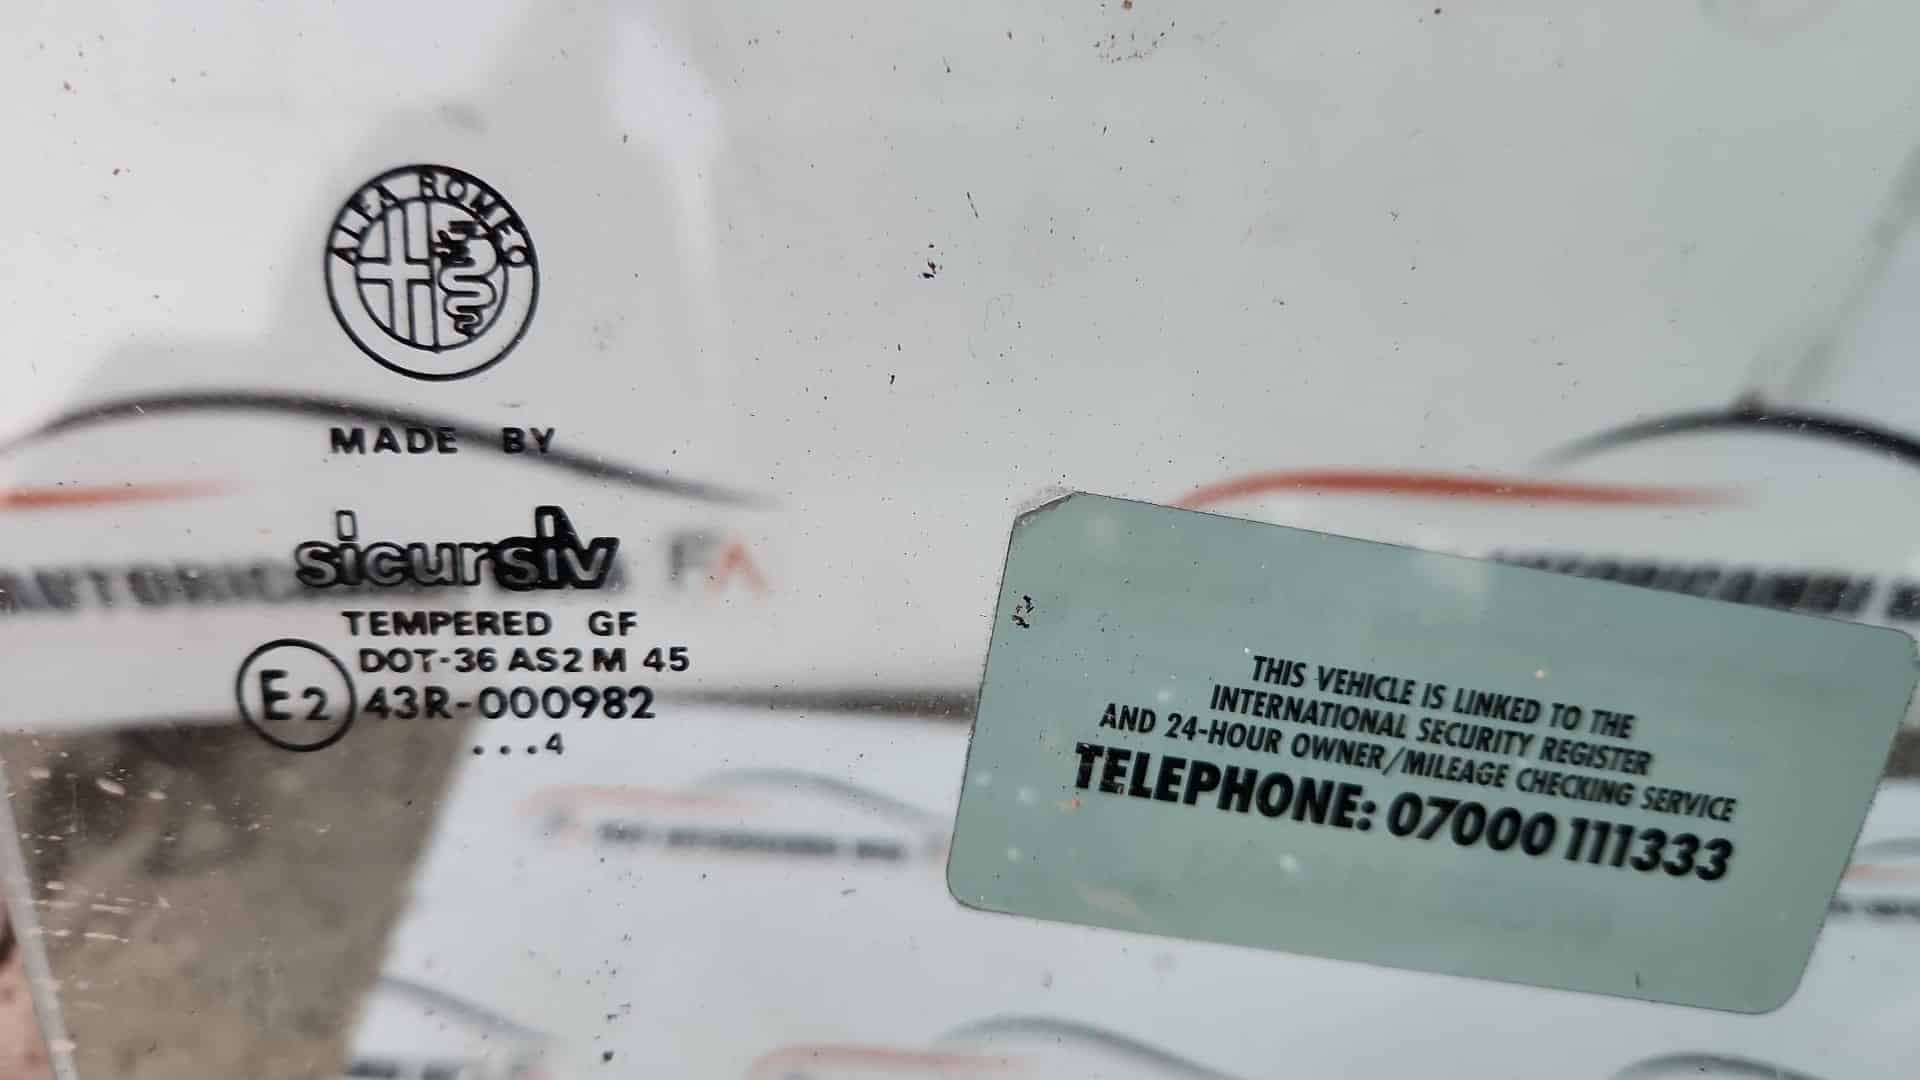 ALFA ROMEO
MADE BY
sicursiv
TEMPERED GF
DOT-36 AS2 M 45
E2 43R-000982
...4
THIS VEHICLE IS LINKED TO THE
INTERNATIONAL SECURITY REGISTER
AND 24-HOUR OWNER/MILEAGE CHECKING SERVICE
TELEPHONE: 07000 111333